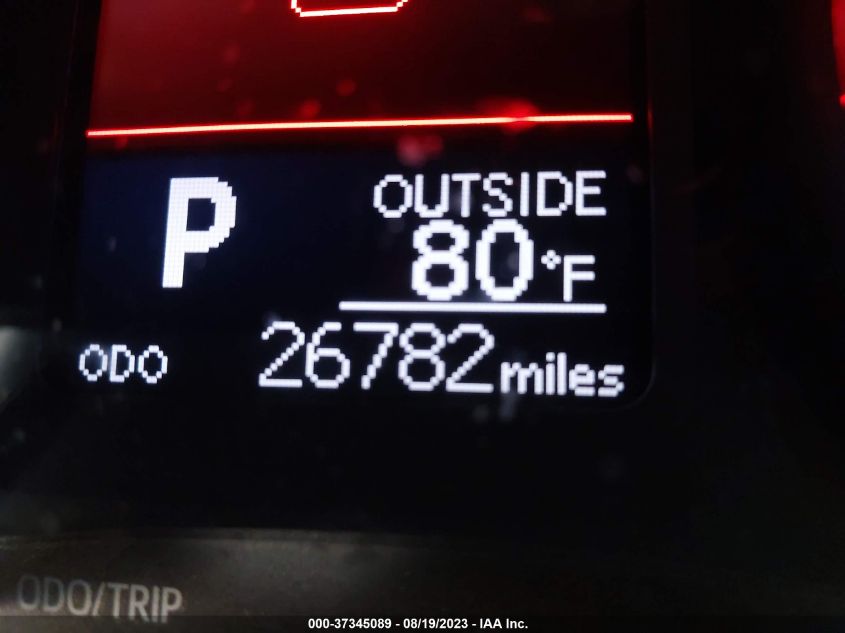 P
OUTSIDE
80°F
ODO 26782 miles
ODO/TRIP
000-37345089 - 08/19/2023 - IAA Inc.